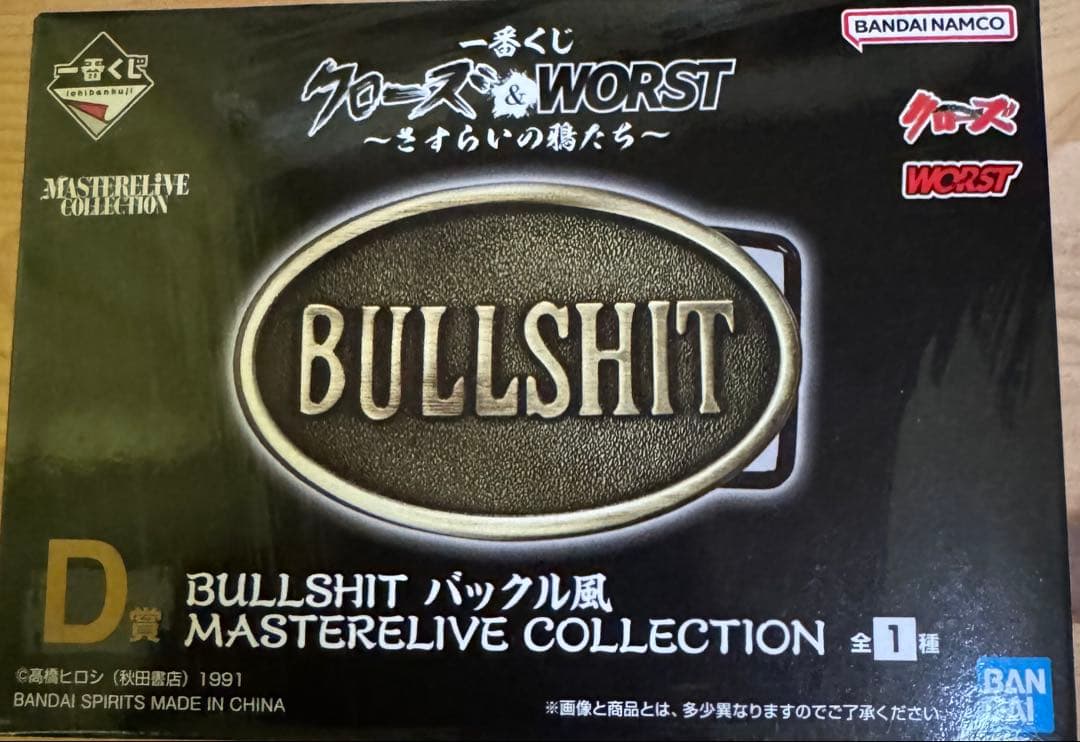 一番くじ
ichibankuji
MASTERELIVE
COLLECTION
一番くじ
クローズ&WORST
〜さすらいの鴉たち〜
BANDAI NAMCO
クローズ
WORST
BULLSHIT
D賞
BULLSHIT バックル風
MASTERELIVE COLLECTION 全1種
©高橋ヒロシ（秋田書店）1991
BANDAI SPIRITS MADE IN CHINA
※画像と商品とは、多少異なりますのでご了承ください。
BAN
DAI